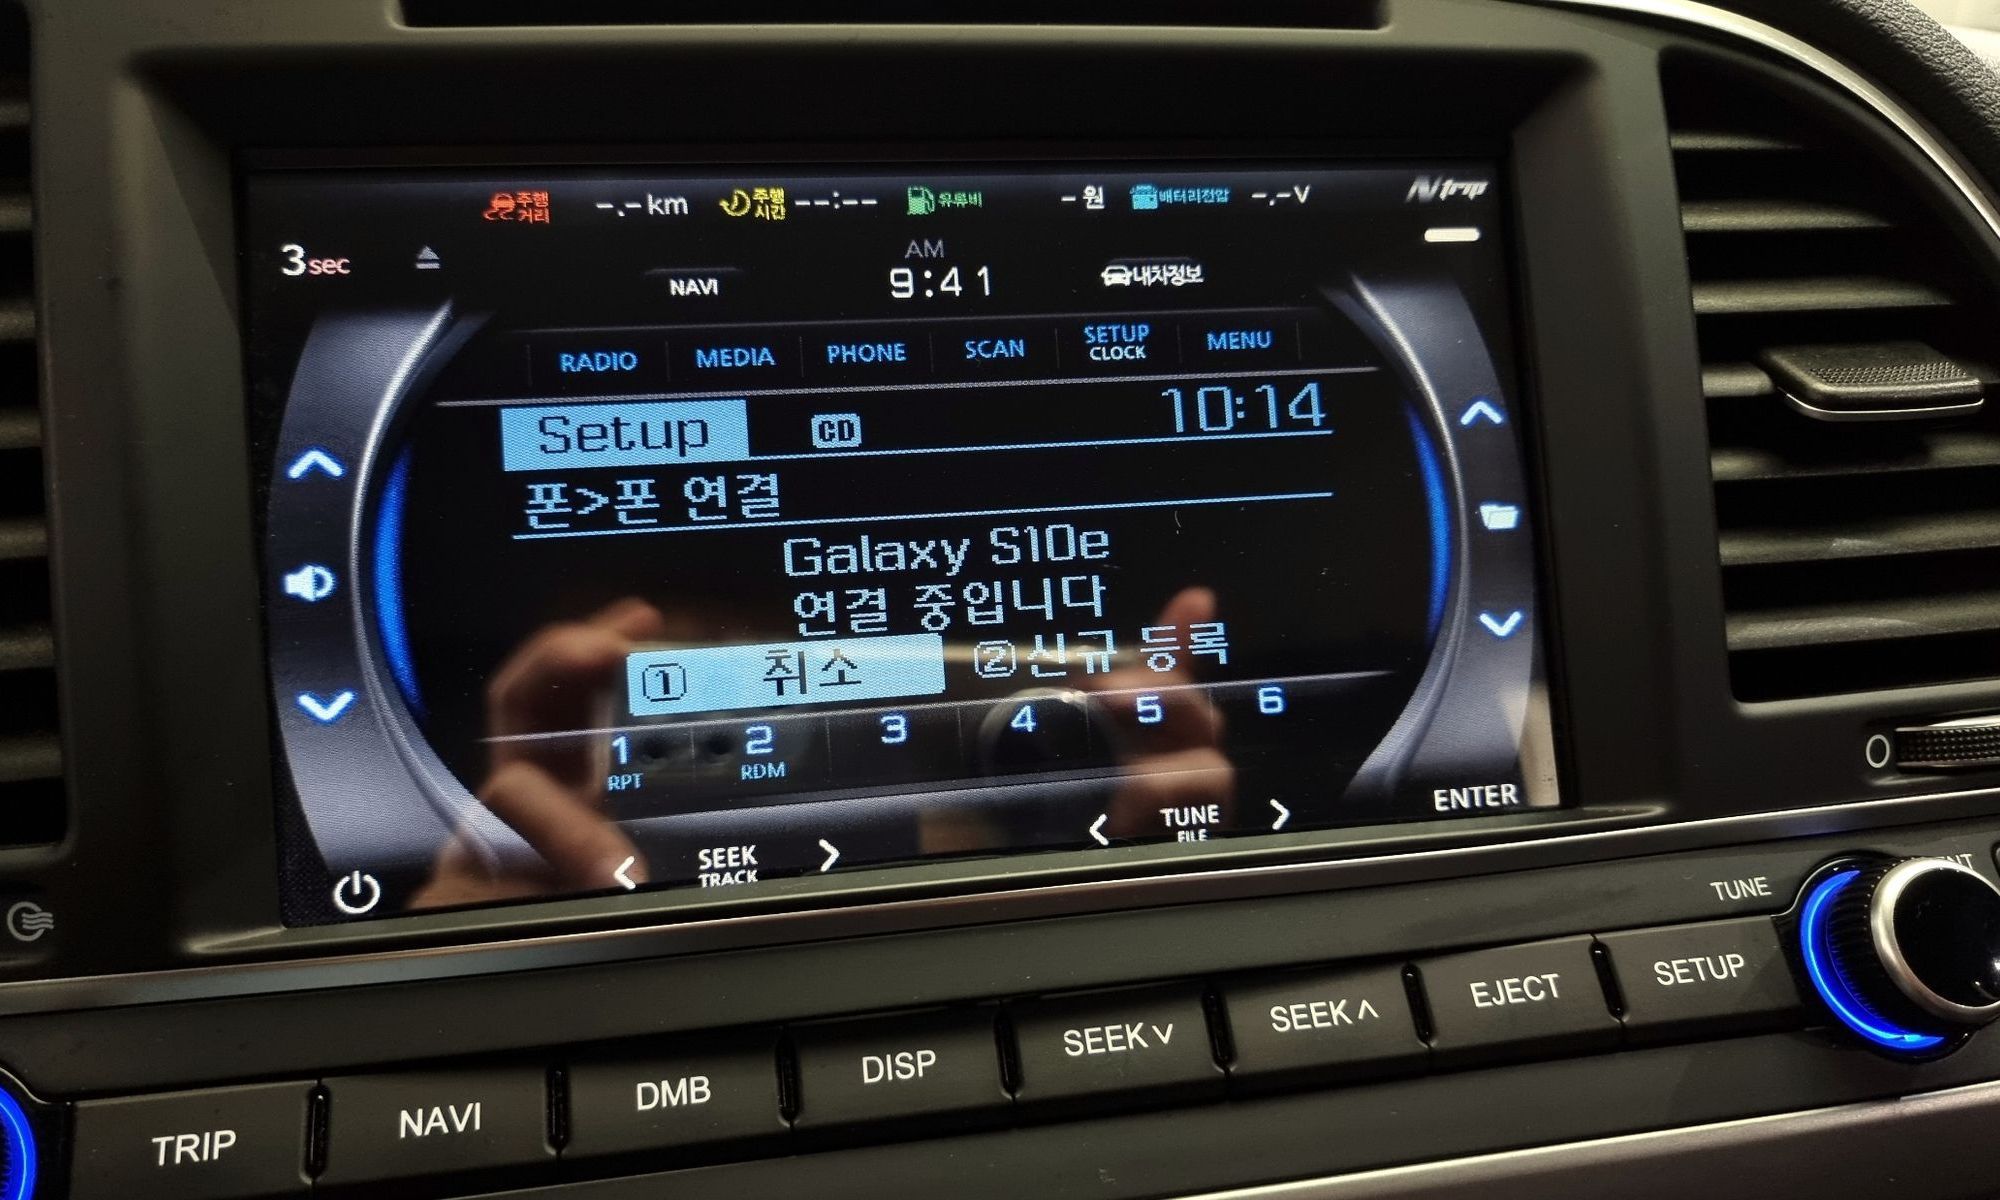 주행거리 -.-km 주행시간 --:-- 유류비 -원 배터리전압 -.-V Ntrip
3sec
AM
NAVI 9:41 내차정보
RADIO MEDIA PHONE SCAN SETUP CLOCK MENU
Setup CD 10:14
폰>폰 연결
Galaxy S10e
연결 중입니다
1 취소 2 신규 등록
1 2 3 4 5 6
RPT RDM
ENTER
SEEK TRACK
TUNE FILE
TUNE
TRIP NAVI DMB DISP SEEK∨ SEEK∧ EJECT SETUP